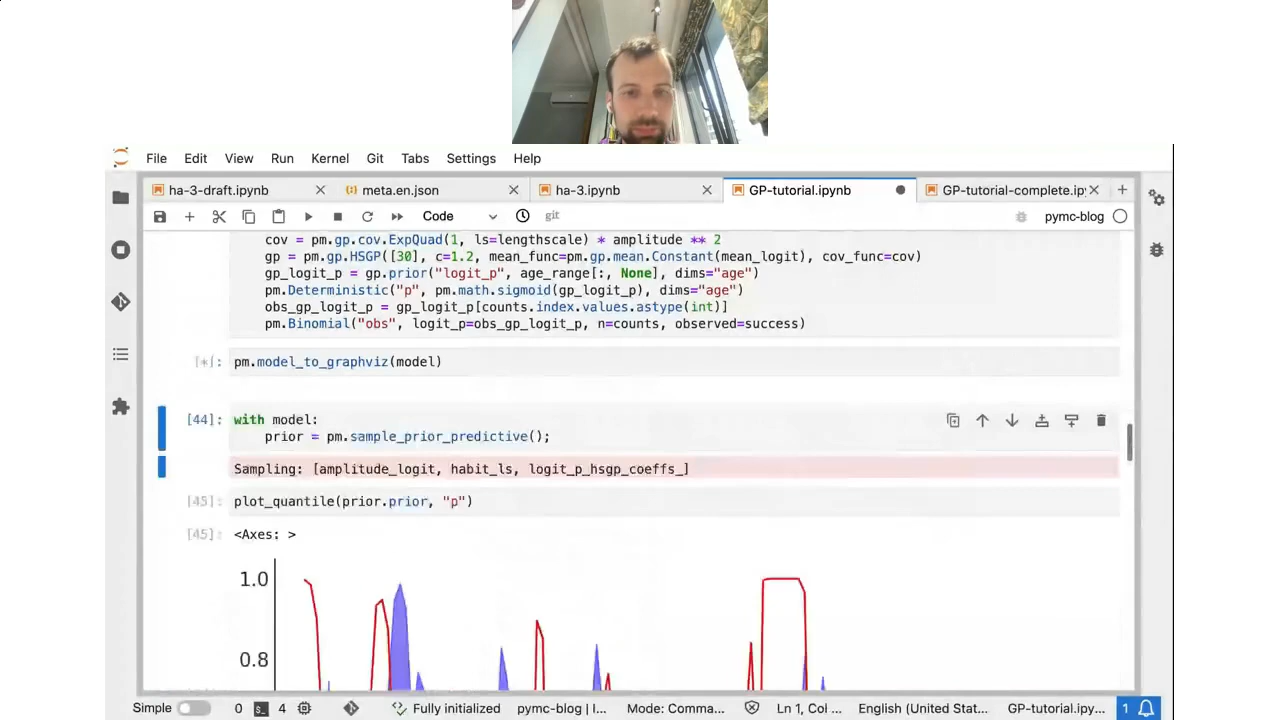 File Edit View Run Kernel Git Tabs Settings Help
ha-3-draft.ipynb meta.en.json ha-3.ipynb GP-tutorial.ipynb GP-tutorial-complete.ip
Code git pymc-blog
cov = pm.gp.cov.ExpQuad(1, ls=lengthscale) * amplitude ** 2
gp = pm.gp.HSGP([30], c=1.2, mean_func=pm.gp.mean.Constant(mean_logit), cov_func=cov)
gp_logit_p = gp.prior("logit_p", age_range[:, None], dims="age")
pm.Deterministic("p", pm.math.sigmoid(gp_logit_p), dims="age")
obs_gp_logit_p = gp_logit_p[counts.index.values.astype(int)]
pm.Binomial("obs", logit_p=obs_gp_logit_p, n=counts, observed=success)
[*]: pm.model_to_graphviz(model)
[44]: with model:
prior = pm.sample_prior_predictive();
Sampling: [amplitude_logit, habit_ls, logit_p_hsgp_coeffs_]
[45]: plot_quantile(prior.prior, "p")
[45]: <Axes: >
1.0
0.8
Simple 0 4 Fully initialized pymc-blog | I... Mode: Comma... Ln 1, Col ... English (United Stat... GP-tutorial.ipy... 1